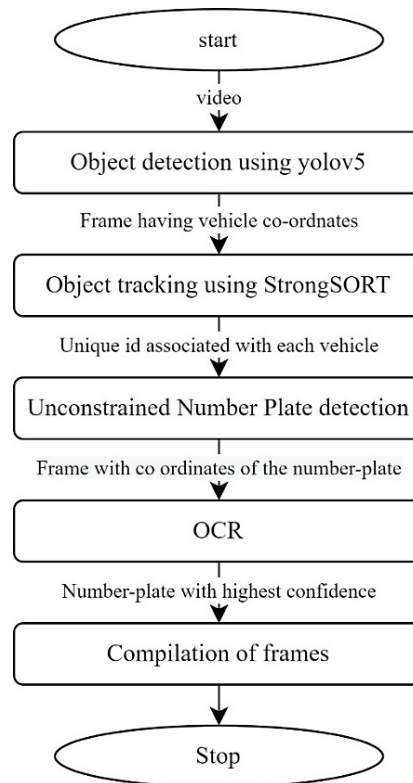 start
video
Object detection using yolov5
Frame having vehicle co-ordnates
Object tracking using StrongSORT
Unique id associated with each vehicle
Unconstrained Number Plate detection
Frame with co ordinates of the number-plate
OCR
Number-plate with highest confidence
Compilation of frames
Stop